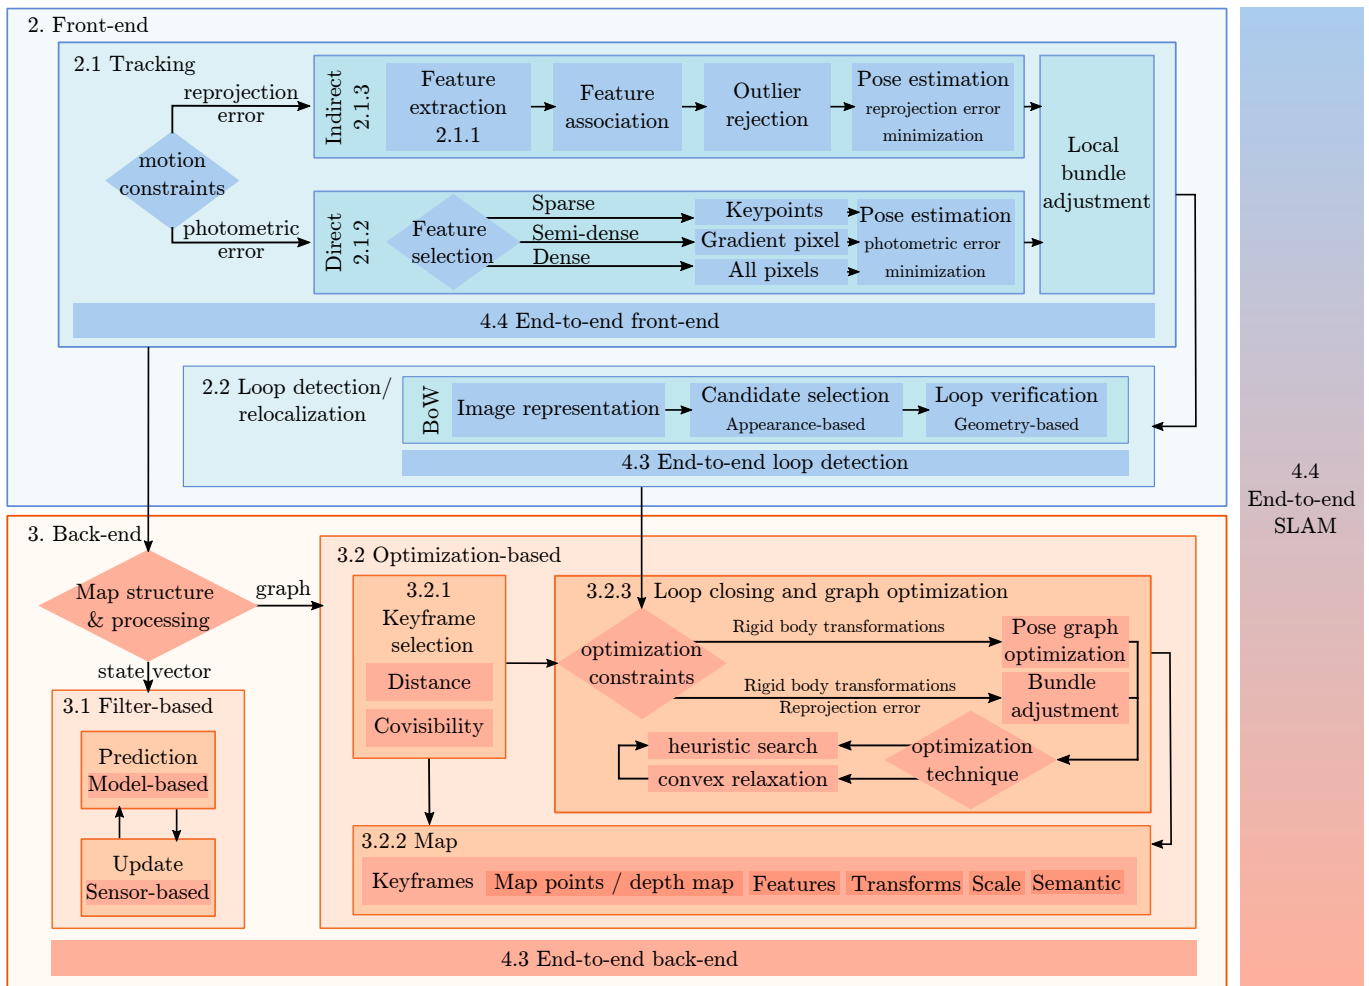 2. Front-end
2.1 Tracking
reprojection
error
motion
constraints
photometric
error
Indirect
2.1.3
Feature
extraction
2.1.1
Feature
association
Outlier
rejection
Pose estimation
reprojection error
minimization
Direct
2.1.2
Feature
selection
Sparse
Semi-dense
Dense
Keypoints
Gradient pixel
All pixels
Pose estimation
photometric error
minimization
Local
bundle
adjustment
4.4 End-to-end front-end
2.2 Loop detection/
relocalization
BoW
Image representation
Candidate selection
Appearance-based
Loop verification
Geometry-based
4.3 End-to-end loop detection
4.4
End-to-end
SLAM
3. Back-end
Map structure
& processing
graph
state vector
3.1 Filter-based
Prediction
Model-based
Update
Sensor-based
3.2 Optimization-based
3.2.1
Keyframe
selection
Distance
Covisibility
3.2.3 Loop closing and graph optimization
optimization
constraints
Rigid body transformations
Pose graph
optimization
Rigid body transformations
Reprojection error
Bundle
adjustment
optimization
technique
heuristic search
convex relaxation
3.2.2 Map
Keyframes
Map points / depth map
Features
Transforms
Scale
Semantic
4.3 End-to-end back-end